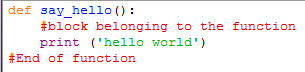 def say_hello():
    #block belonging to the function
    print ('hello world')
#End of function